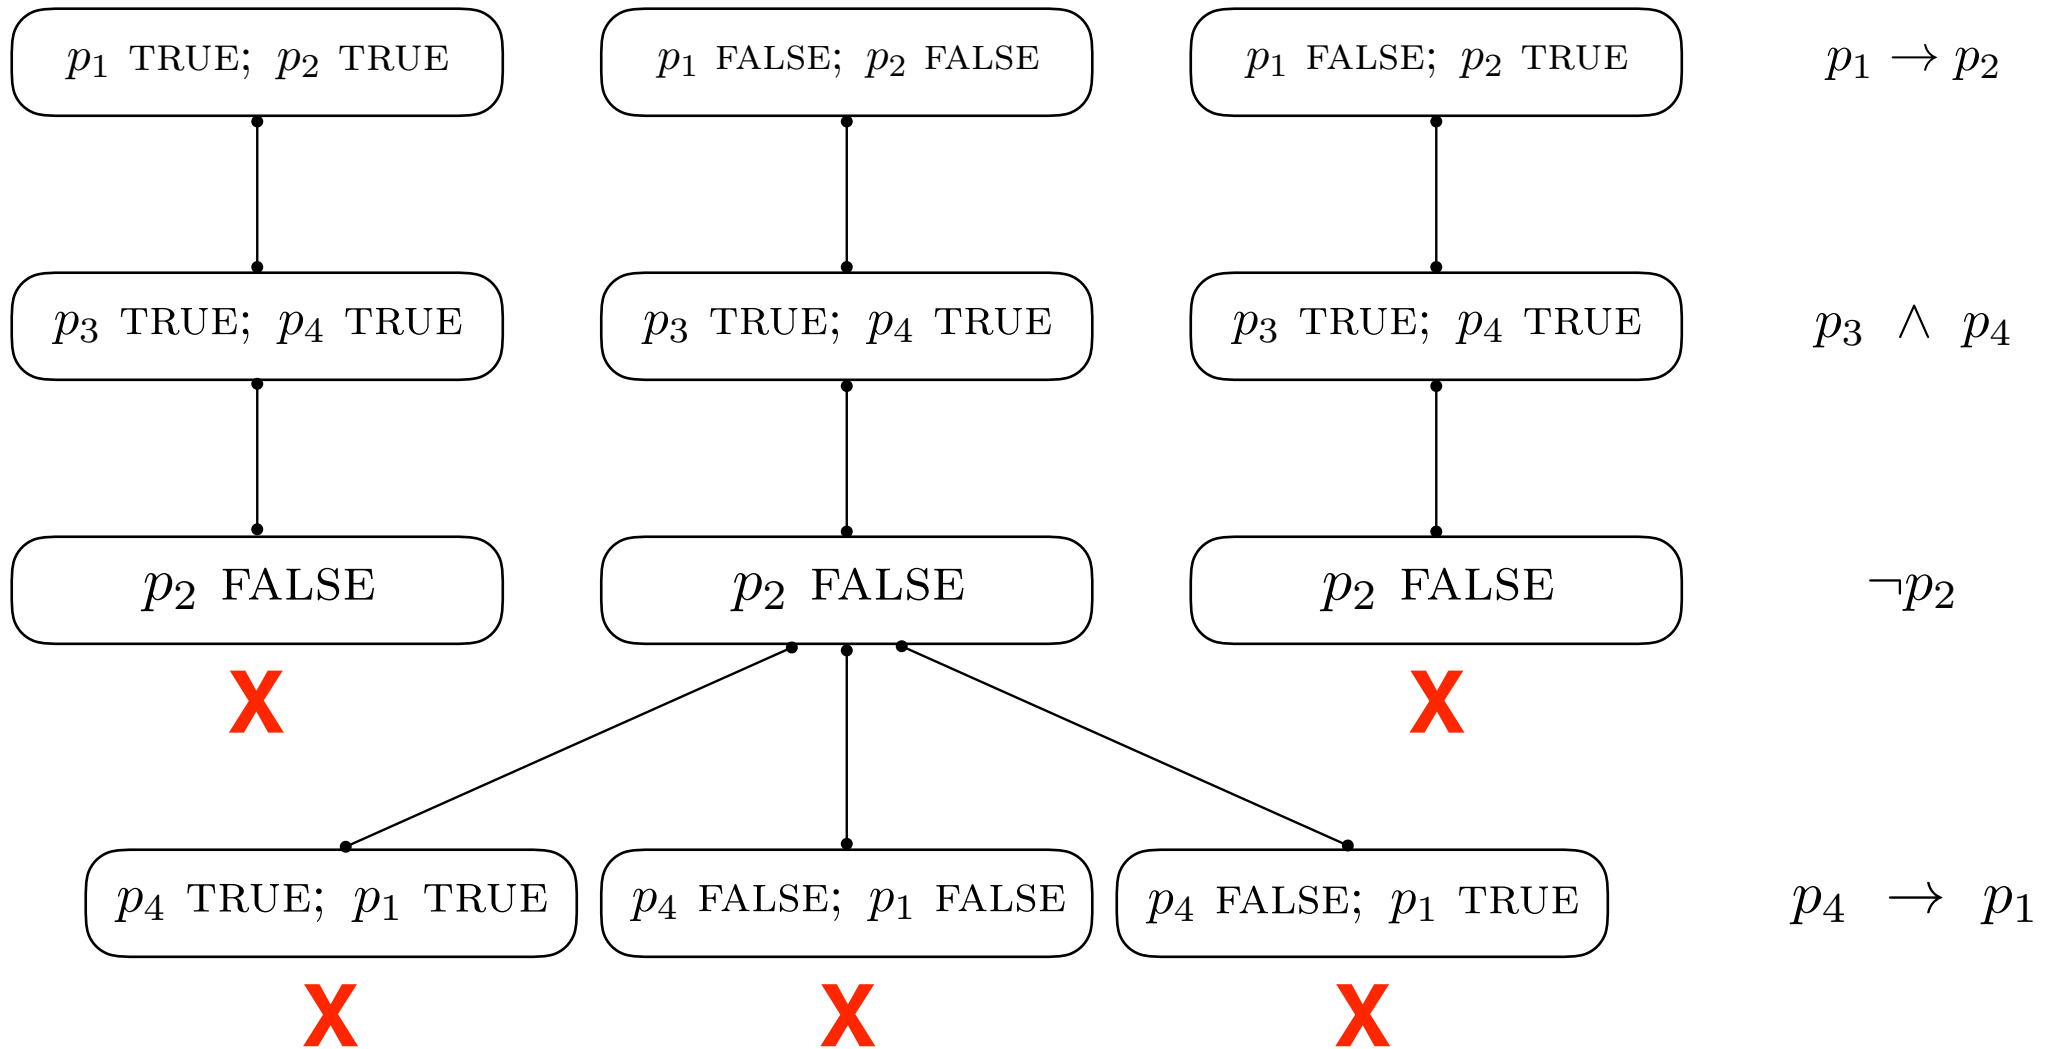 p₁ TRUE; p₂ TRUE p₁ FALSE; p₂ FALSE p₁ FALSE; p₂ TRUE p₁ → p₂
p₃ TRUE; p₄ TRUE p₃ TRUE; p₄ TRUE p₃ TRUE; p₄ TRUE p₃ ∧ p₄
p₂ FALSE p₂ FALSE p₂ FALSE ¬p₂
X X
p₄ TRUE; p₁ TRUE p₄ FALSE; p₁ FALSE p₄ FALSE; p₁ TRUE p₄ → p₁
X X X